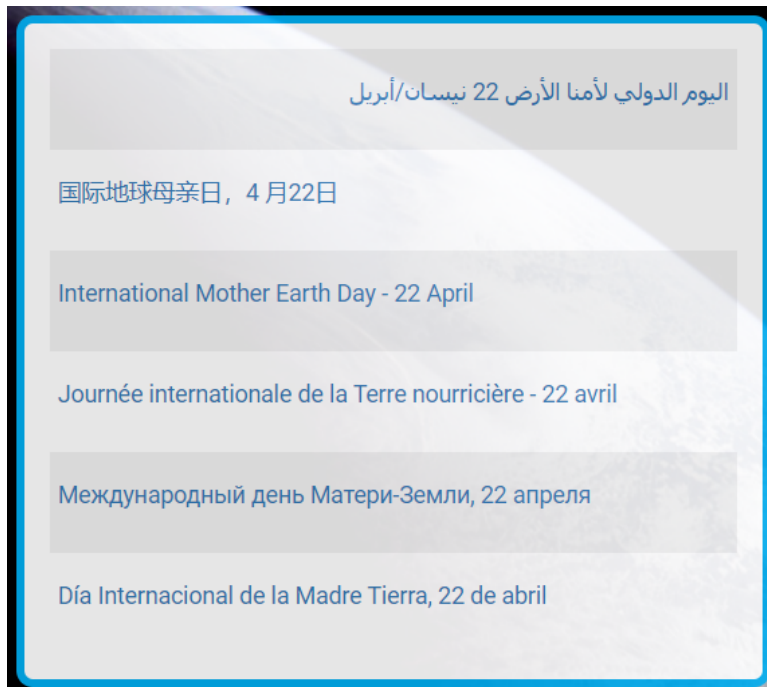 اليوم الدولي لأمنا الأرض 22 نيسان/أبريل
国际地球母亲日，4 月22日
International Mother Earth Day - 22 April
Journée internationale de la Terre nourricière - 22 avril
Международный день Матери-Земли, 22 апреля
Día Internacional de la Madre Tierra, 22 de abril